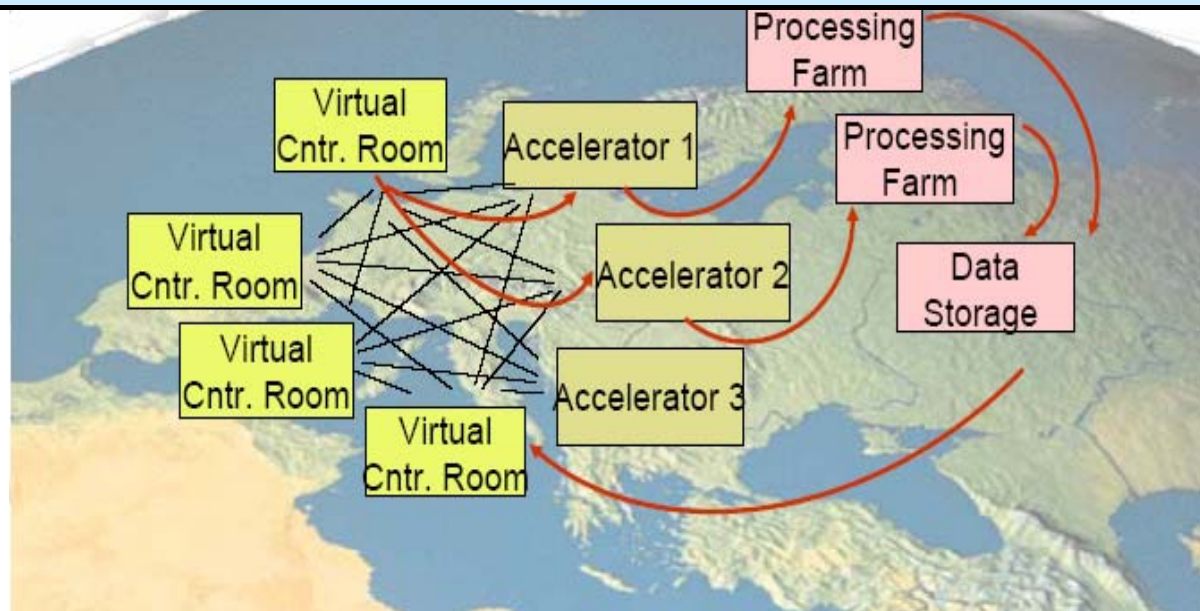 Processing
Farm
Virtual
Cntr. Room
Accelerator 1
Processing
Farm
Virtual
Cntr. Room
Accelerator 2
Data
Storage
Virtual
Cntr. Room
Accelerator 3
Virtual
Cntr. Room